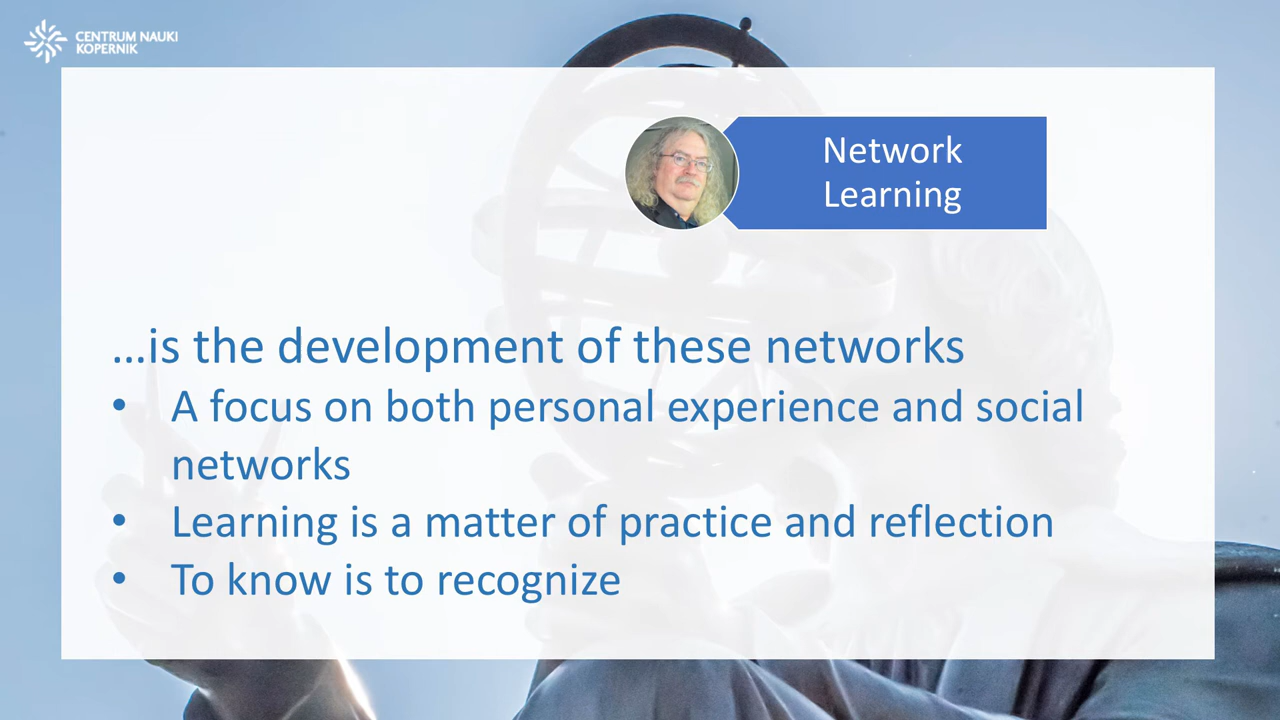 CENTRUM NAUKI
KOPERNIK
Network
Learning
…is the development of these networks
• A focus on both personal experience and social
networks
• Learning is a matter of practice and reflection
• To know is to recognize